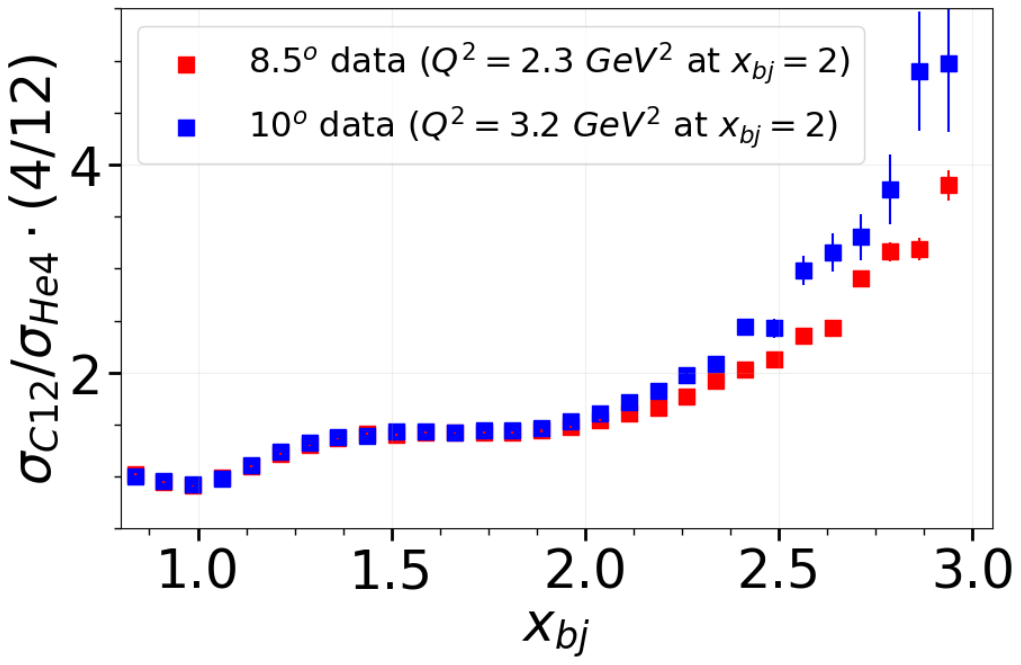 8.5° data (Q² = 2.3 GeV² at x_bj = 2)
10° data (Q² = 3.2 GeV² at x_bj = 2)
σ_C12/σ_He4 · (4/12)
4
2
1.0 1.5 2.0 2.5 3.0
x_bj